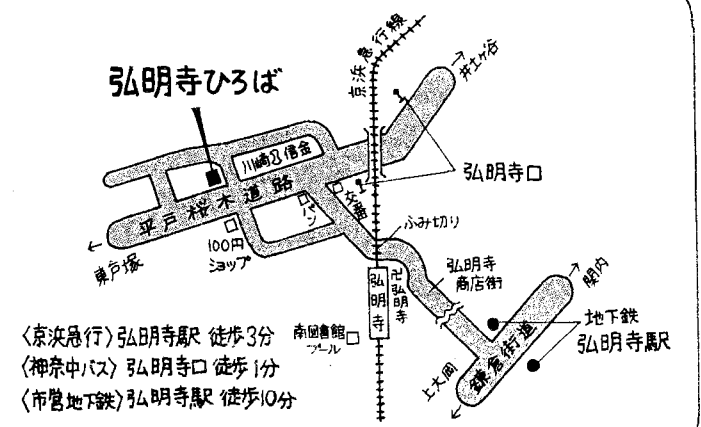 京浜急行線
井土ヶ谷
弘明寺ひろば
川崎信金
弘明寺口
平戸桜木道路
交番
パン
ふみ切り
100円
ショップ
東戸塚
弘明寺
商店街
関内
弘明寺
卍弘明寺
地下鉄
弘明寺駅
南図書館
プール
上大岡
鎌倉街道
〈京浜急行〉弘明寺駅 徒歩3分
〈神奈中バス〉弘明寺口 徒歩1分
〈市営地下鉄〉弘明寺駅 徒歩10分